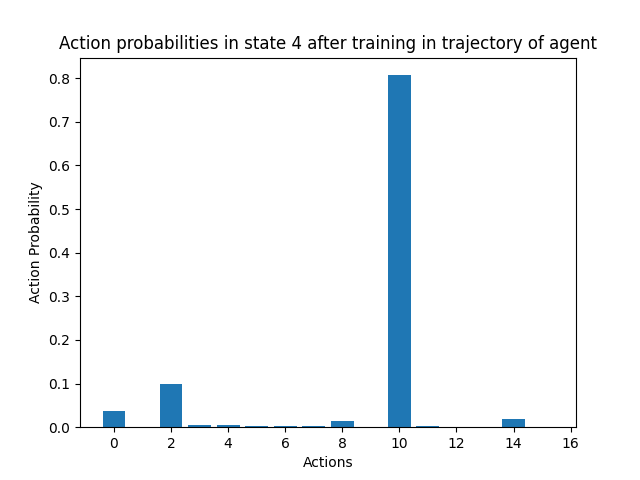 Action probabilities in state 4 after training in trajectory of agent
0.8
0.7
0.6
0.5
0.4
0.3
0.2
0.1
0.0
Action Probability
0 2 4 6 8 10 12 14 16
Actions